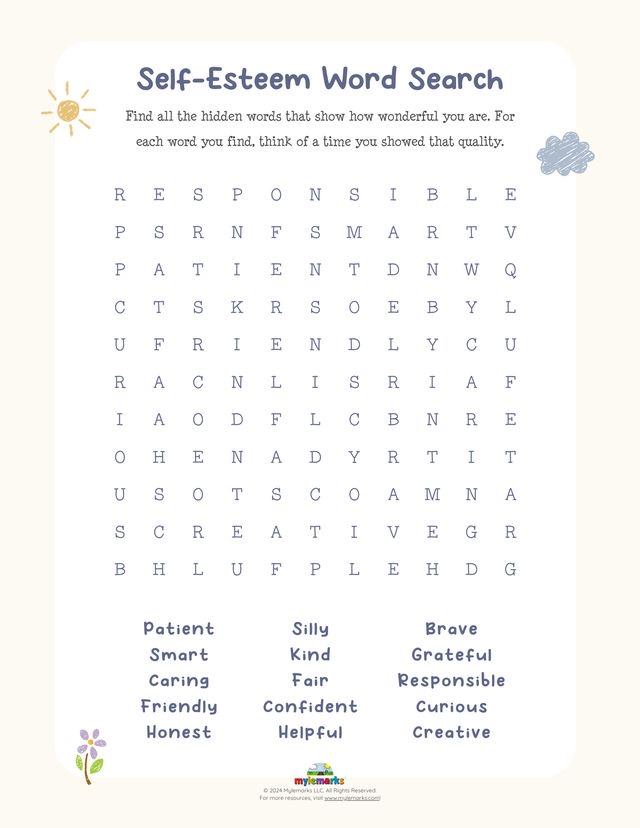 Self-Esteem Word Search
Find all the hidden words that show how wonderful you are. For
each word you find, think of a time you showed that quality.
R E S P O N S I B L E
P S R N F S M A R T V
P A T I E N T D N W Q
C T S K R S O E B Y L
U F R I E N D L Y C U
R A C N L I S R I A F
I A O D F L C B N R E
O H E N A D Y R T I T
U S O T S C O A M N A
S C R E A T I V E G R
B H L U F P L E H D G
Patient Silly Brave
Smart Kind Grateful
Caring Fair Responsible
Friendly Confident Curious
Honest Helpful Creative
mylemarks
© 2024 Mylemarks LLC. All Rights Reserved.
For more resources, visit www.mylemarks.com!